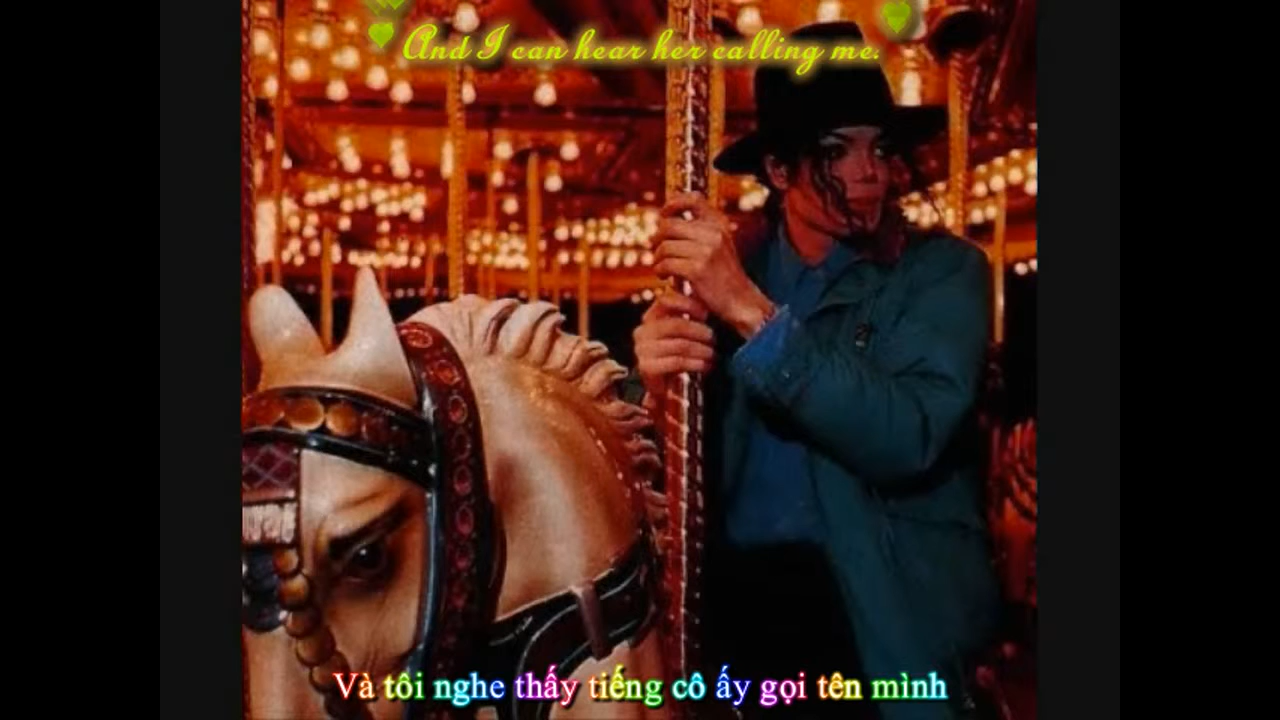 And I can hear her calling me.
Và tôi nghe thấy tiếng cô ấy gọi tên mình